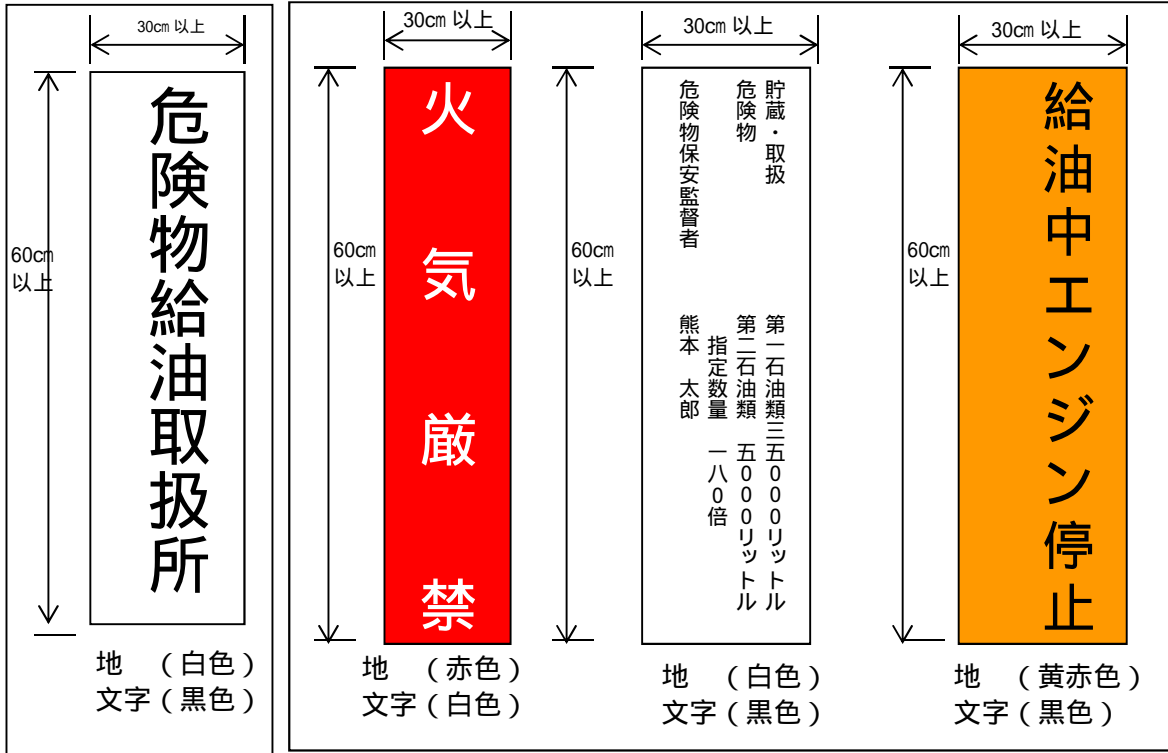 30㎝以上
60㎝
以上
危険物給油取扱所
地 （白色）
文字（黒色）
30㎝以上
60㎝
以上
火気厳禁
地 （赤色）
文字（白色）
30㎝以上
60㎝
以上
貯蔵・取扱 第一石油類三五000リットル
危険物 第二石油類 五000リットル
指定数量 一八0倍
危険物保安監督者 熊本 太郎
地 （白色）
文字（黒色）
30㎝以上
60㎝
以上
給油中エンジン停止
地 （黄赤色）
文字（黒色）